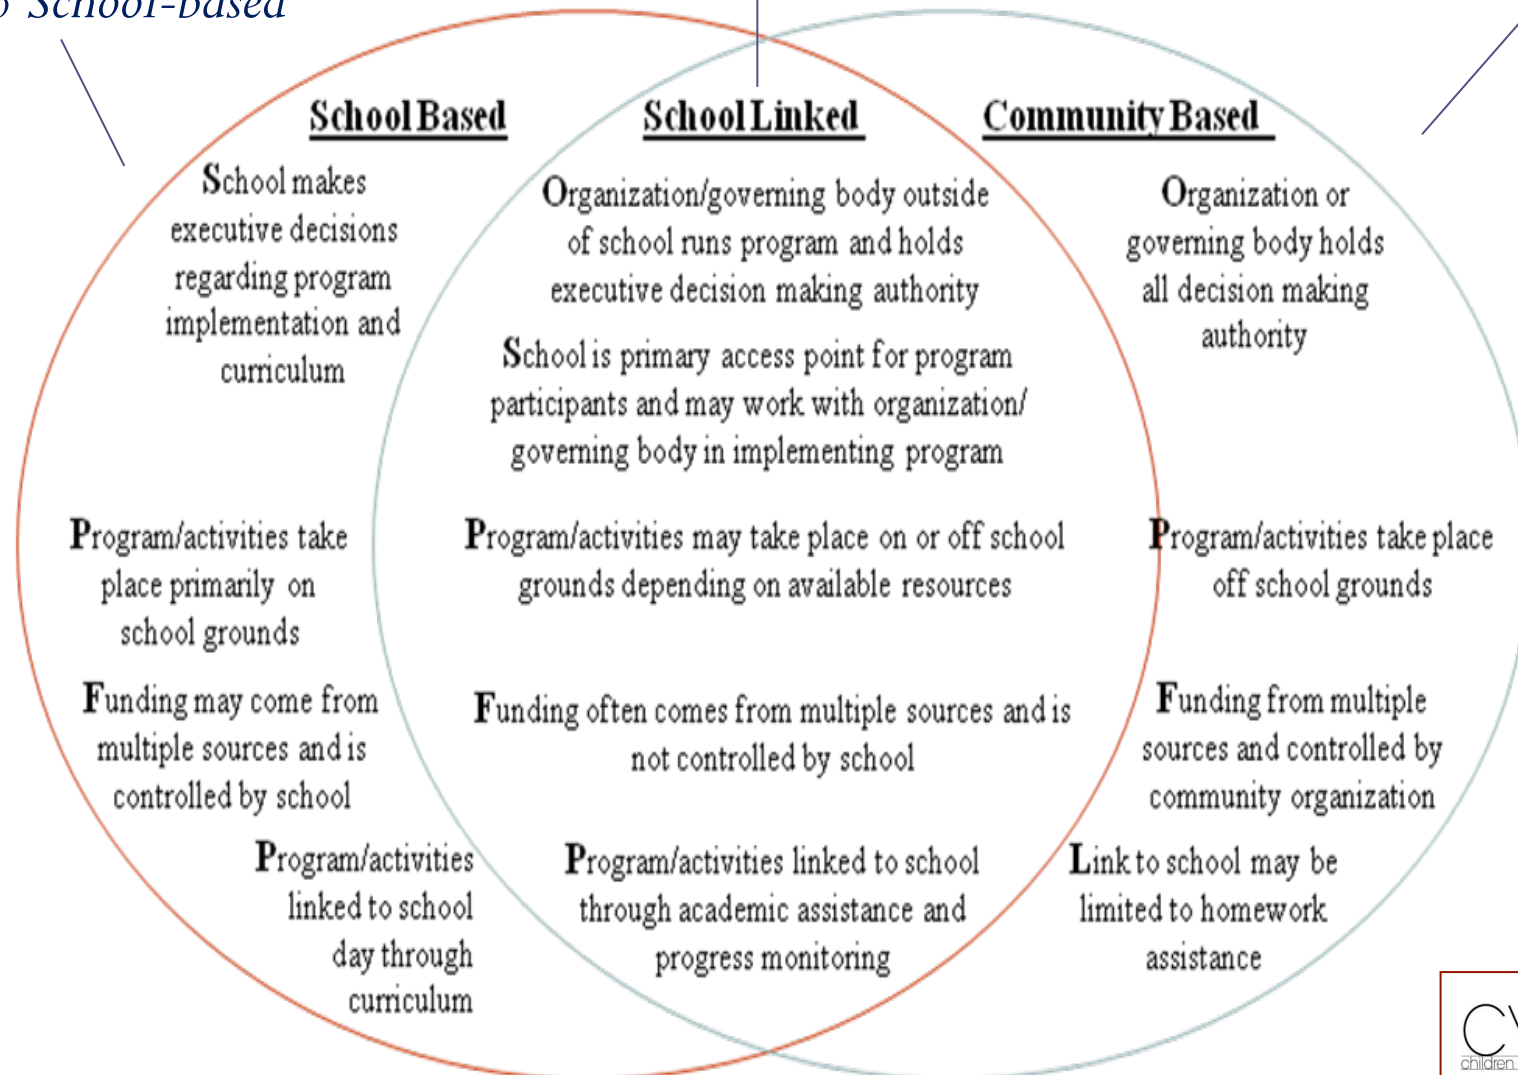 School-based
School Based
School makes
executive decisions
regarding program
implementation and
curriculum
Program/activities take
place primarily on
school grounds
Funding may come from
multiple sources and is
controlled by school
Program/activities
linked to school
day through
curriculum
School Linked
Organization/governing body outside
of school runs program and holds
executive decision making authority
School is primary access point for program
participants and may work with organization/
governing body in implementing program
Program/activities may take place on or off school
grounds depending on available resources
Funding often comes from multiple sources and is
not controlled by school
Program/activities linked to school
through academic assistance and
progress monitoring
Community Based
Organization or
governing body holds
all decision making
authority
Program/activities take place
off school grounds
Funding from multiple
sources and controlled by
community organization
Link to school may be
limited to homework
assistance
children